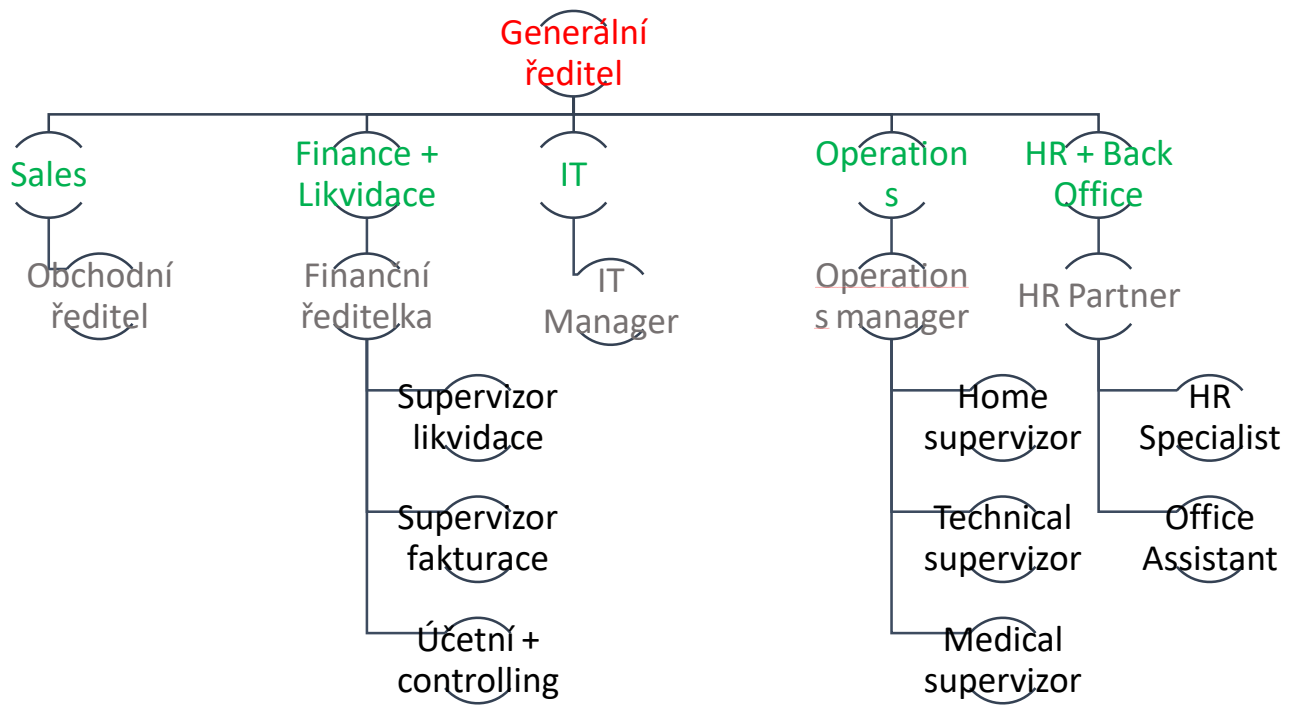 Generální
ředitel
Sales
Finance +
Likvidace
IT
Operation
s
HR + Back
Office
Obchodní
ředitel
Finanční
ředitelka
IT
Manager
Operation
s manager
HR Partner
Supervizor
likvidace
Home
supervizor
HR
Specialist
Supervizor
fakturace
Technical
supervizor
Office
Assistant
Účetní +
controlling
Medical
supervizor